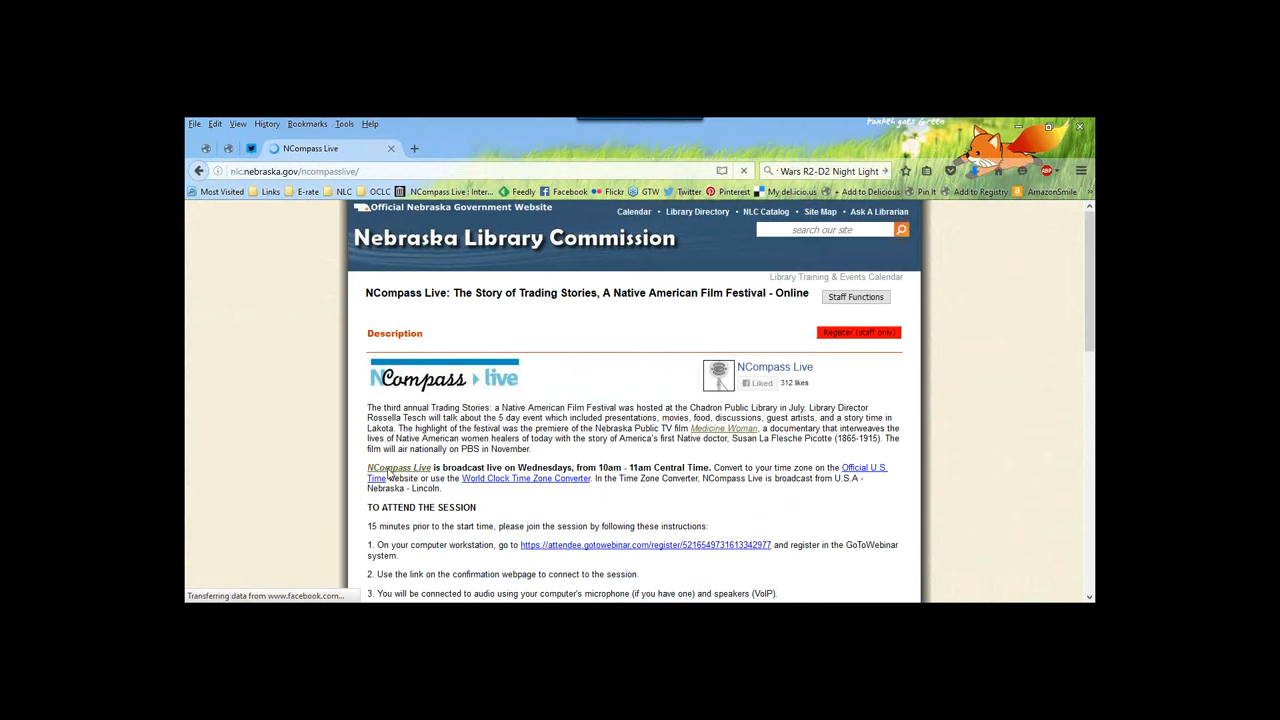 Foxkeh goes Green
File Edit View History Bookmarks Tools Help
NCompass Live
nlc.nebraska.gov/ncompasslive/
Wars R2-D2 Night Light
Most Visited Links E-rate NLC OCLC NCompass Live : Inter... Feedly Facebook Flickr GTW Twitter Pinterest My del.icio.us + Add to Delicious Pin It Add to Registry AmazonSmile
Official Nebraska Government Website
Calendar • Library Directory • NLC Catalog • Site Map • Ask A Librarian
Nebraska Library Commission
search our site
Library Training & Events Calendar
NCompass Live: The Story of Trading Stories, A Native American Film Festival - Online
Staff Functions
Description
Register (staff only)
NCompass live
NCompass Live
Liked 312 likes
The third annual Trading Stories: a Native American Film Festival was hosted at the Chadron Public Library in July. Library Director
Rossella Tesch will talk about the 5 day event which included presentations, movies, food, discussions, guest artists, and a story time in
Lakota. The highlight of the festival was the premiere of the Nebraska Public TV film Medicine Woman, a documentary that interweaves the
lives of Native American women healers of today with the story of America's first Native doctor, Susan La Flesche Picotte (1865-1915). The
film will air nationally on PBS in November.
NCompass Live is broadcast live on Wednesdays, from 10am - 11am Central Time. Convert to your time zone on the Official U.S.
Time website or use the World Clock Time Zone Converter. In the Time Zone Converter, NCompass Live is broadcast from U.S.A -
Nebraska - Lincoln.
TO ATTEND THE SESSION
15 minutes prior to the start time, please join the session by following these instructions:
1. On your computer workstation, go to https://attendee.gotowebinar.com/register/5216549731613342977 and register in the GoToWebinar
system.
2. Use the link on the confirmation webpage to connect to the session.
3. You will be connected to audio using your computer's microphone (if you have one) and speakers (VoIP).
Transferring data from www.facebook.com...